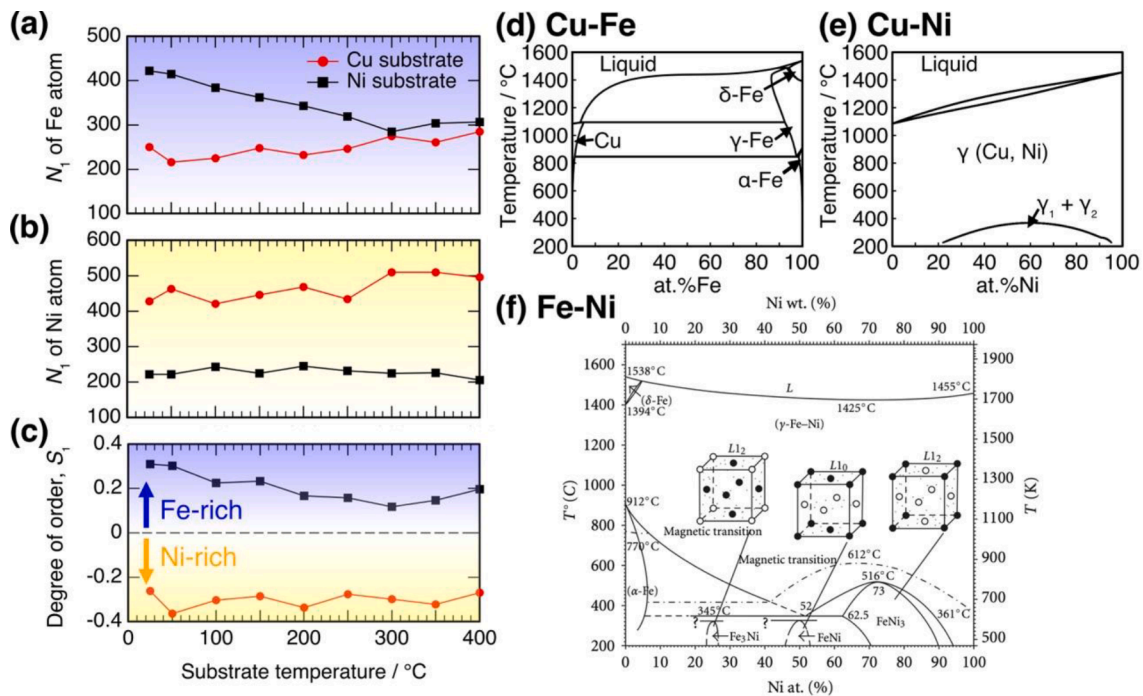 (a)
500
400
300
200
100
N1 of Fe atom
Cu substrate
Ni substrate
(b)
600
500
400
300
200
100
N1 of Ni atom
(c)
0.4
0.2
0
-0.2
-0.4
Degree of order, S1
Fe-rich
Ni-rich
0 100 200 300 400
Substrate temperature / °C
(d) Cu-Fe
1600
1400
1200
1000
800
600
400
200
Temperature / °C
Liquid
δ-Fe
Cu
γ-Fe
α-Fe
0 20 40 60 80 100
at.%Fe
(e) Cu-Ni
1600
1400
1200
1000
800
600
400
200
Temperature / °C
Liquid
γ (Cu, Ni)
γ1 + γ2
0 20 40 60 80 100
at.%Ni
(f) Fe-Ni
Ni wt. (%)
0 10 20 30 40 50 60 70 80 90 100
1600
1400
1200
1000
800
600
400
200
T°(C)
1900
1700
1500
1300
1100
900
700
500
T (K)
1538°C
(δ-Fe)
1394°C
L
1455°C
1425°C
(γ-Fe–Ni)
L12
L10
L12
912°C
Magnetic transition
770°C
Magnetic transition
612°C
516°C
73
(α-Fe)
345°C
52
62.5
FeNi3
361°C
?
?
Fe3Ni
FeNi
0 10 20 30 40 50 60 70 80 90 100
Ni at. (%)